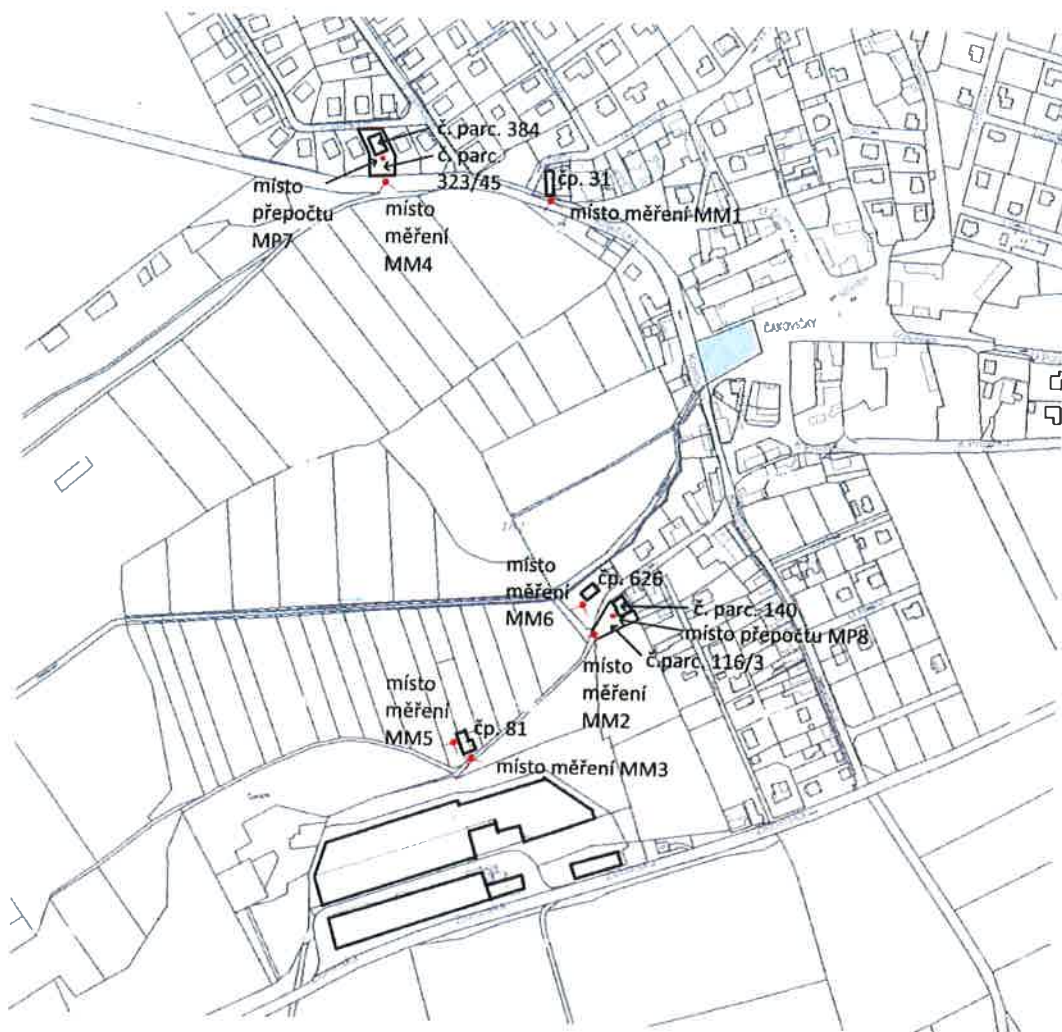 č. parc. 384
č. parc.
323/45
čp. 31
místo
přepočtu
MP7
místo
měření
MM4
místo měření MM1
ČAKOVIČKY
místo
měření
MM6
čp. 626
č. parc. 140
místo přepočtu MP8
č.parc. 116/3
místo
měření
MM2
místo
měření
MM5
čp. 81
místo měření MM3